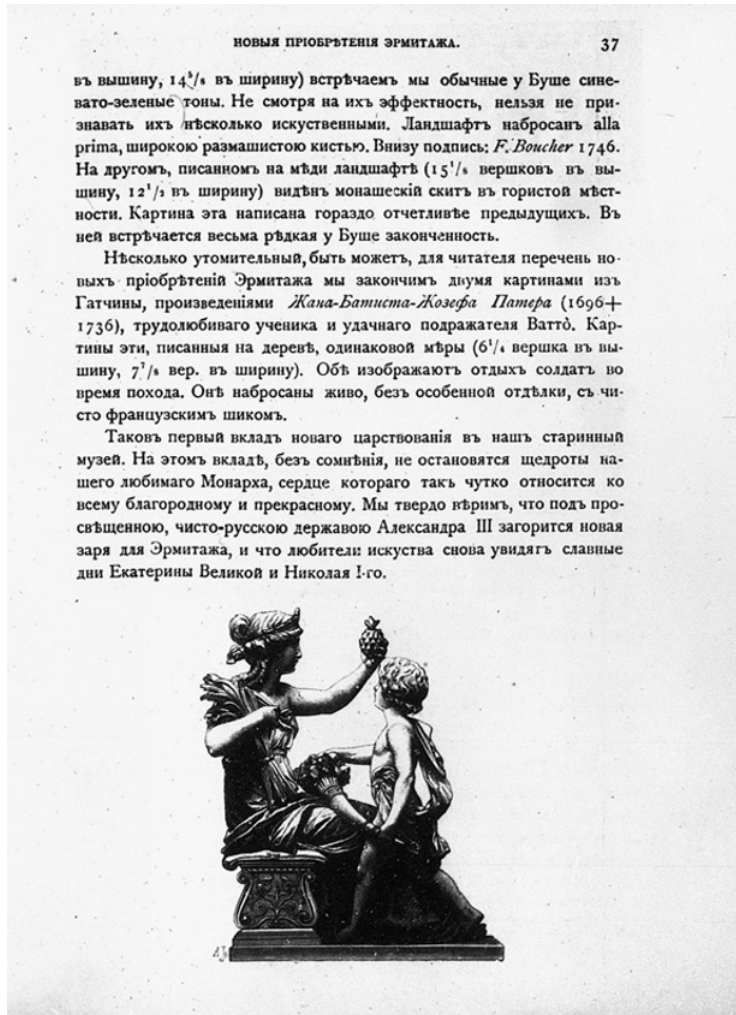 НОВЫЯ ПРІОБРѢТЕНІЯ ЭРМИТАЖА. 37
въ вышину, 14⁵/₈ въ ширину) встрѣчаем мы обычные у Буше сине-
вато-зеленые тоны. Не смотря на ихъ эффектность, нельзя не при-
знавать ихъ нѣсколько искуственными. Ландшафтъ набросанъ alla
prima, широкою размашистою кистью. Внизу подпись: F. Boucher 1746.
На другомъ, писанномъ на мѣди ландшафтѣ (15¹/₈ вершковъ въ вы-
шину, 12¹/₂ въ ширину) видѣнъ монашескій скитъ въ гористой мѣст-
ности. Картина эта написана гораздо отчетливѣе предыдущихъ. Въ
ней встрѣчается весьма рѣдкая у Буше законченность.
Нѣсколько утомительный, быть можетъ, для читателя перечень но-
выхъ пріобрѣтеній Эрмитажа мы закончимъ двумя картинами изъ
Гатчины, произведеніями Жана-Батиста-Жозефа Патера (1696+
1736), трудолюбиваго ученика и удачнаго подражателя Ватто̀. Кар-
тины эти, писанныя на деревѣ, одинаковой мѣры (6¹/₄ вершка въ вы-
шину, 7⁷/₈ вер. въ ширину). Обѣ изображаютъ отдыхъ солдатъ во
время похода. Онѣ набросаны живо, безъ особенной отдѣлки, съ чи-
сто французскимъ шикомъ.
Таковъ первый вкладъ новаго царствованія въ нашъ старинный
музей. На этомъ вкладѣ, безъ сомнѣнія, не остановятся щедроты на-
шего любимаго Монарха, сердце котораго такъ чутко относится ко
всему благородному и прекрасному. Мы твердо вѣримъ, что подъ про-
свѣщенною, чисто-русскою державою Александра III загорится новая
заря для Эрмитажа, и что любители искуства снова увидятъ славные
дни Екатерины Великой и Николая I-го.